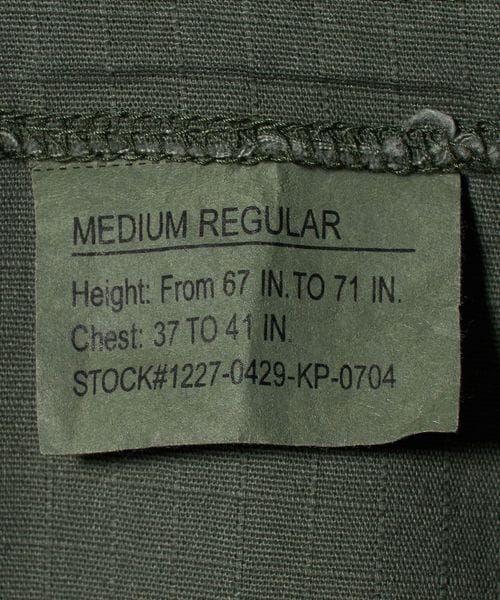 MEDIUM REGULAR
Height: From 67 IN. TO 71 IN.
Chest: 37 TO 41 IN.
STOCK#1227-0429-KP-0704